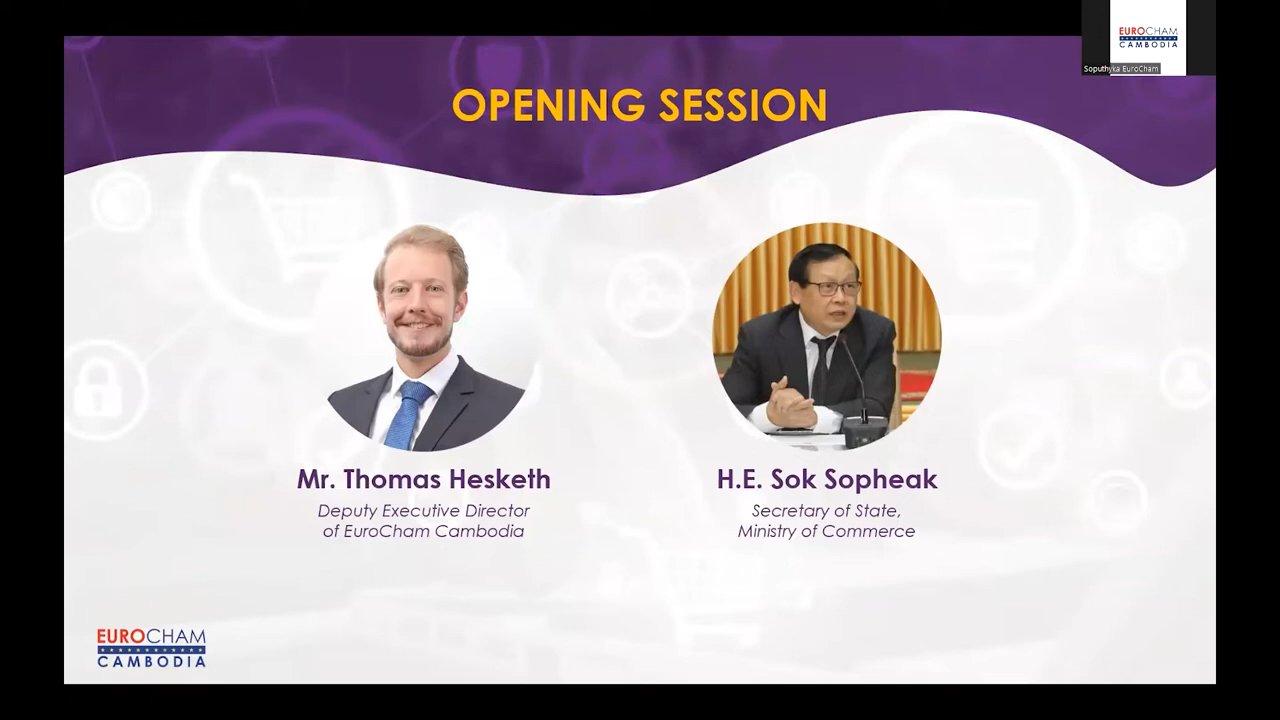 EUROCHAM
CAMBODIA
Soputhyka EuroCham
OPENING SESSION
Mr. Thomas Hesketh
Deputy Executive Director
of EuroCham Cambodia
H.E. Sok Sopheak
Secretary of State,
Ministry of Commerce
EUROCHAM
CAMBODIA